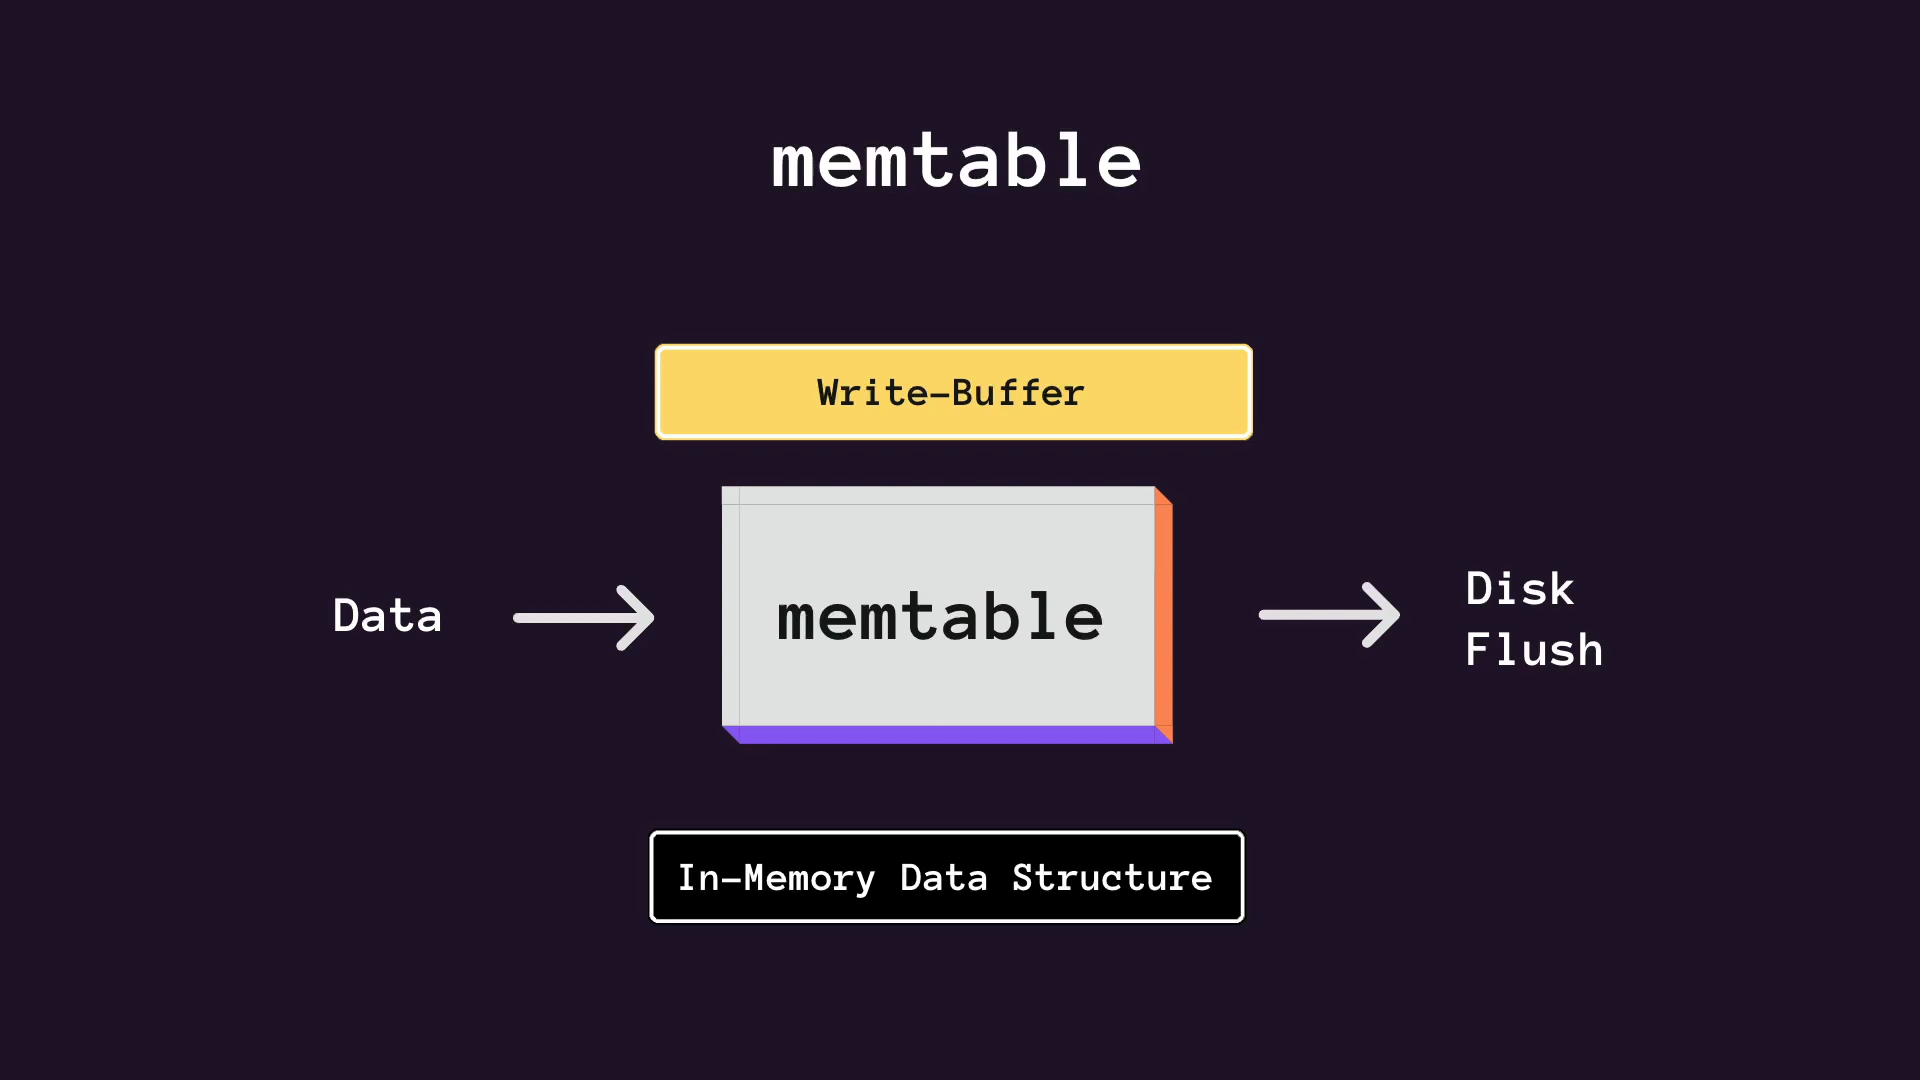 memtable
Write-Buffer
memtable
Data
Disk
Flush
In-Memory Data Structure